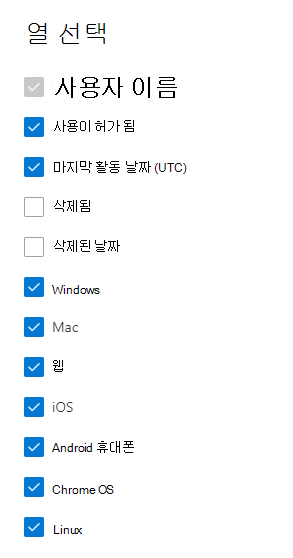 열 선택
사용자 이름
사용이 허가 됨
마지막 활동 날짜 (UTC)
삭제됨
삭제된 날짜
Windows
Mac
웹
iOS
Android 휴대폰
Chrome OS
Linux